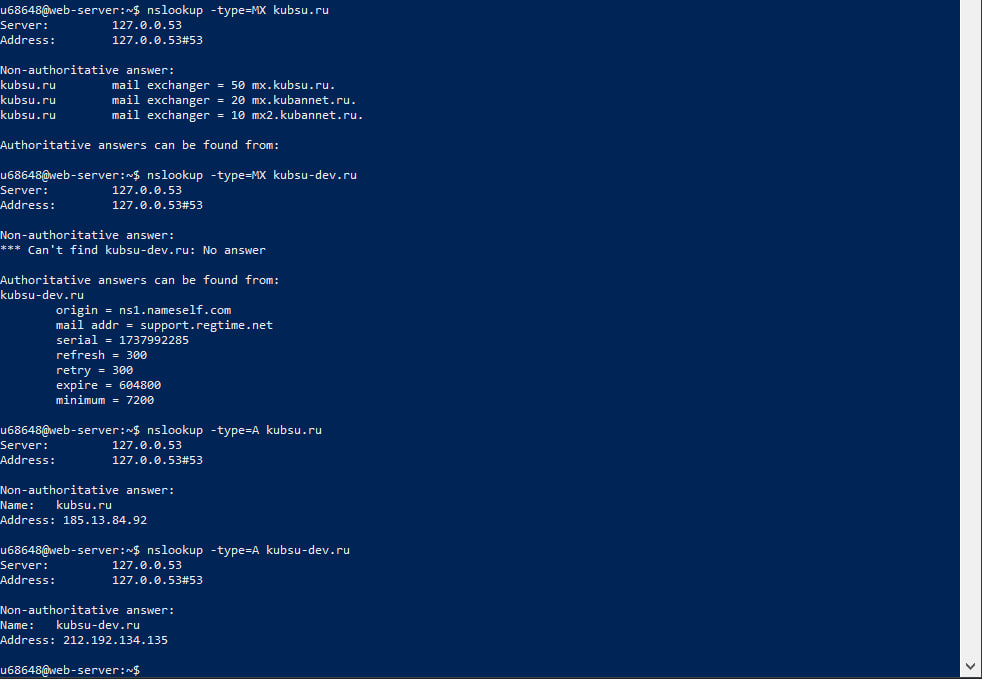 u68648@web-server:~$ nslookup -type=MX kubsu.ru
Server:         127.0.0.53
Address:        127.0.0.53#53
Non-authoritative answer:
kubsu.ru        mail exchanger = 50 mx.kubsu.ru.
kubsu.ru        mail exchanger = 20 mx.kubannet.ru.
kubsu.ru        mail exchanger = 10 mx2.kubannet.ru.
Authoritative answers can be found from:
u68648@web-server:~$ nslookup -type=MX kubsu-dev.ru
Server:         127.0.0.53
Address:        127.0.0.53#53
Non-authoritative answer:
*** Can't find kubsu-dev.ru: No answer
Authoritative answers can be found from:
kubsu-dev.ru
        origin = ns1.nameself.com
        mail addr = support.regtime.net
        serial = 1737992285
        refresh = 300
        retry = 300
        expire = 604800
        minimum = 7200
u68648@web-server:~$ nslookup -type=A kubsu.ru
Server:         127.0.0.53
Address:        127.0.0.53#53
Non-authoritative answer:
Name:   kubsu.ru
Address: 185.13.84.92
u68648@web-server:~$ nslookup -type=A kubsu-dev.ru
Server:         127.0.0.53
Address:        127.0.0.53#53
Non-authoritative answer:
Name:   kubsu-dev.ru
Address: 212.192.134.135
u68648@web-server:~$